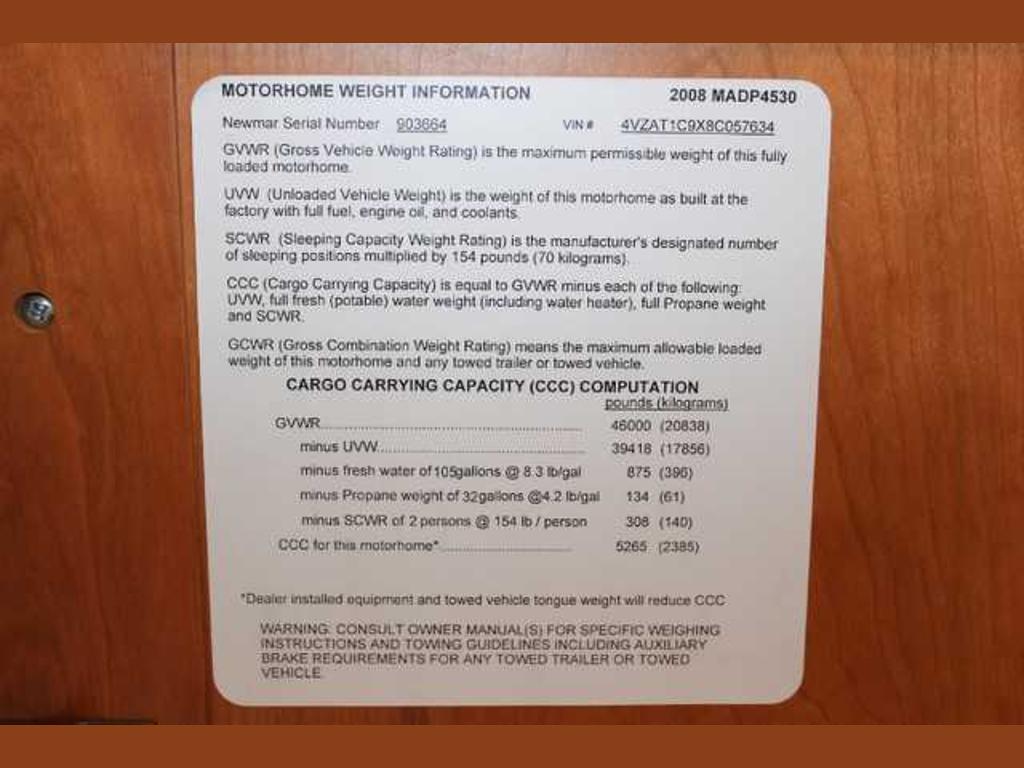 MOTORHOME WEIGHT INFORMATION 2008 MADP4530
Newmar Serial Number 903664 VIN # 4VZAT1C9X8C057634
GVWR (Gross Vehicle Weight Rating) is the maximum permissible weight of this fully
loaded motorhome.
UVW (Unloaded Vehicle Weight) is the weight of this motorhome as built at the
factory with full fuel, engine oil, and coolants.
SCWR (Sleeping Capacity Weight Rating) is the manufacturer's designated number
of sleeping positions multiplied by 154 pounds (70 kilograms).
CCC (Cargo Carrying Capacity) is equal to GVWR minus each of the following:
UVW, full fresh (potable) water weight (including water heater), full Propane weight
and SCWR.
GCWR (Gross Combination Weight Rating) means the maximum allowable loaded
weight of this motorhome and any towed trailer or towed vehicle.
CARGO CARRYING CAPACITY (CCC) COMPUTATION
pounds (kilograms)
GVWR.......................................................... 46000 (20838)
minus UVW.............................................. 39418 (17856)
minus fresh water of 105gallons @ 8.3 lb/gal 875 (396)
minus Propane weight of 32gallons @4.2 lb/gal 134 (61)
minus SCWR of 2 persons @ 154 lb / person 308 (140)
CCC for this motorhome*............................. 5265 (2385)
*Dealer installed equipment and towed vehicle tongue weight will reduce CCC
WARNING: CONSULT OWNER MANUAL(S) FOR SPECIFIC WEIGHING
INSTRUCTIONS AND TOWING GUIDELINES INCLUDING AUXILIARY
BRAKE REQUIREMENTS FOR ANY TOWED TRAILER OR TOWED
VEHICLE.